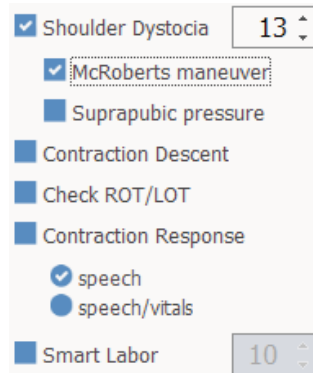 Shoulder Dystocia 13
McRoberts maneuver
Suprapubic pressure
Contraction Descent
Check ROT/LOT
Contraction Response
speech
speech/vitals
Smart Labor 10